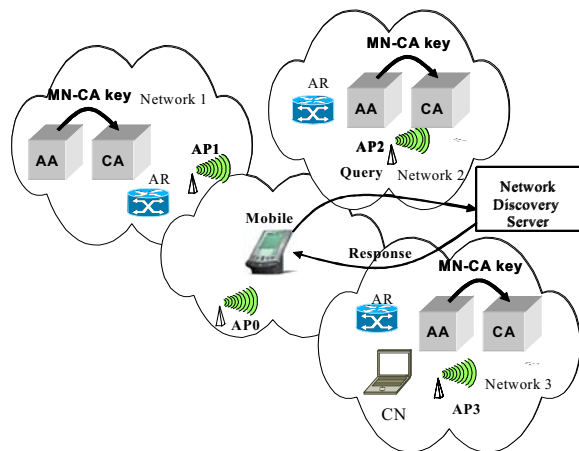 MN-CA key
Network 1
AA
CA
AR
AP1
MN-CA key
AR
AA
CA
AP2
Query
Network 2
Network
Discovery
Server
Mobile
Response
AP0
MN-CA key
AR
AA
CA
CN
AP3
Network 3